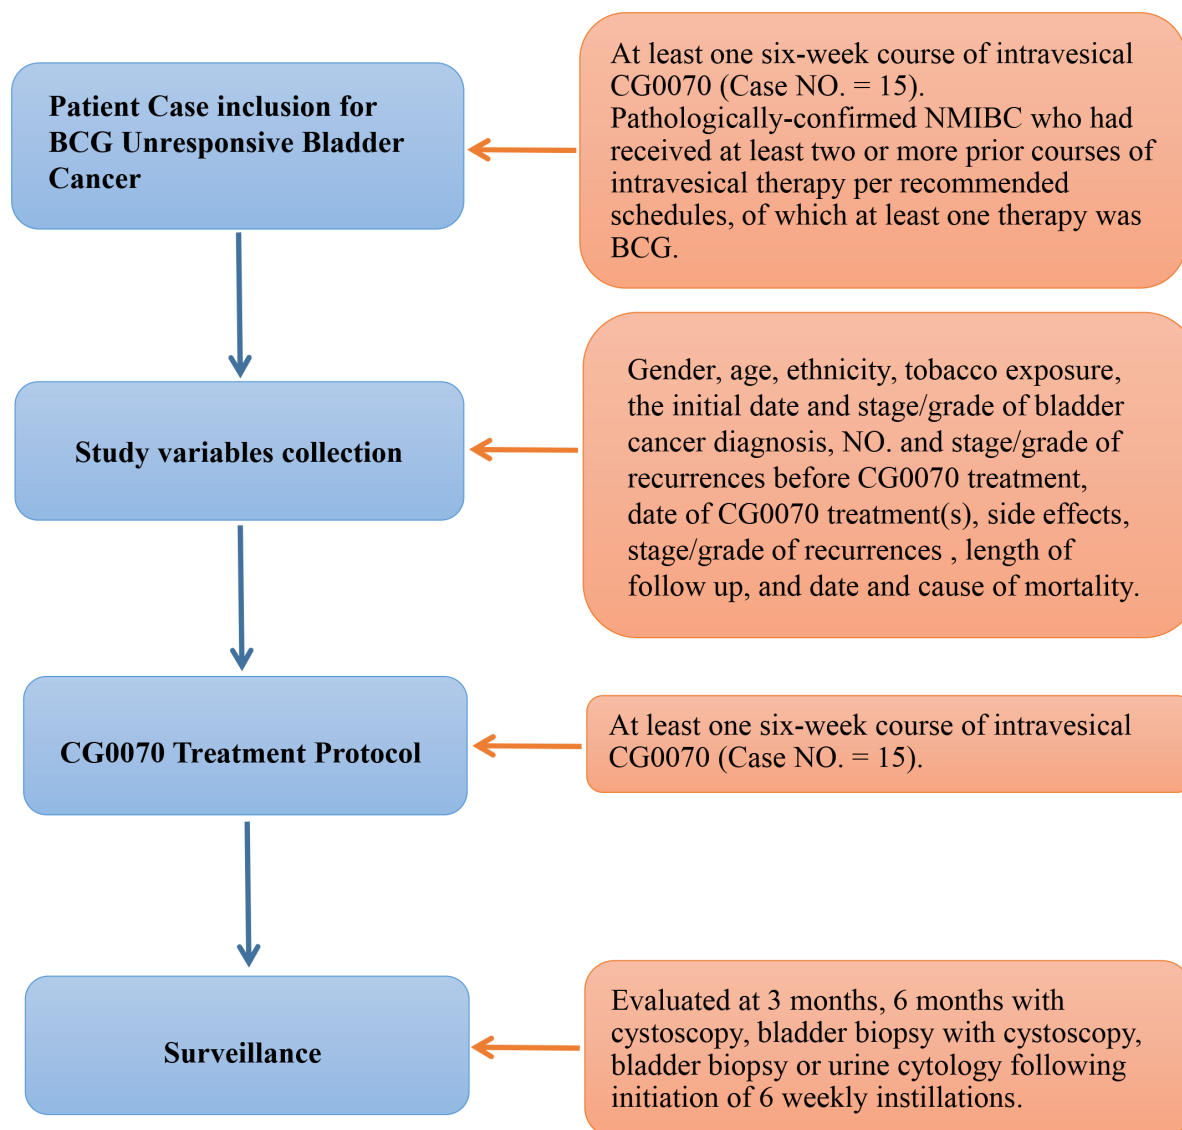 Patient Case inclusion for
BCG Unresponsive Bladder
Cancer
At least one six-week course of intravesical
CG0070 (Case NO. = 15).
Pathologically-confirmed NMIBC who had
received at least two or more prior courses of
intravesical therapy per recommended
schedules, of which at least one therapy was
BCG.
Study variables collection
Gender, age, ethnicity, tobacco exposure,
the initial date and stage/grade of bladder
cancer diagnosis, NO. and stage/grade of
recurrences before CG0070 treatment,
date of CG0070 treatment(s), side effects,
stage/grade of recurrences , length of
follow up, and date and cause of mortality.
CG0070 Treatment Protocol
At least one six-week course of intravesical
CG0070 (Case NO. = 15).
Surveillance
Evaluated at 3 months, 6 months with
cystoscopy, bladder biopsy with cystoscopy,
bladder biopsy or urine cytology following
initiation of 6 weekly instillations.